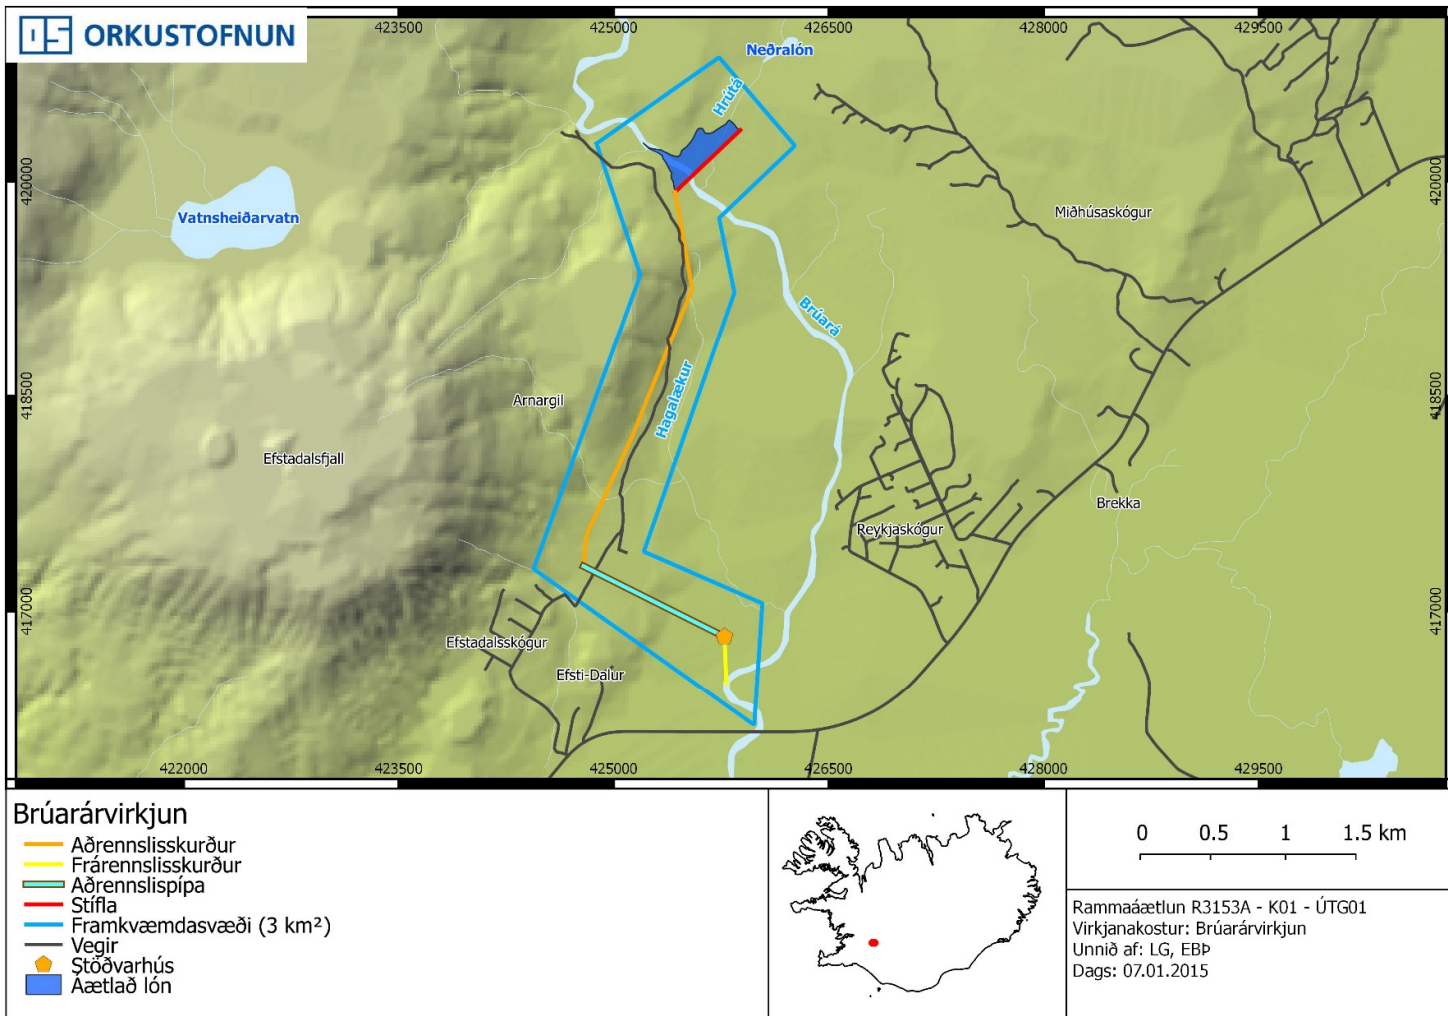 OS ORKUSTOFNUN
423500
425000
426500
428000
429500
Neðralón
Hrútá
420000
420000
Vatnsheiðarvatn
Miðhúsaskógur
Brúará
Hagalækur
418500
418500
Arnargil
Efstadalsfjall
Brekka
Reykjaskógur
417000
417000
Efstadalsskógur
Efsti-Dalur
422000
423500
425000
426500
428000
429500
Brúarárvirkjun
Aðrennslisskurður
Frárennslisskurður
Aðrennslispípa
Stífla
Framkvæmdasvæði (3 km²)
Vegir
Stöðvarhús
Áætlað lón
0 0.5 1 1.5 km
Rammaáætlun R3153A - K01 - ÚTG01
Virkjanakostur: Brúarárvirkjun
Unnið af: LG, EBÞ
Dags: 07.01.2015